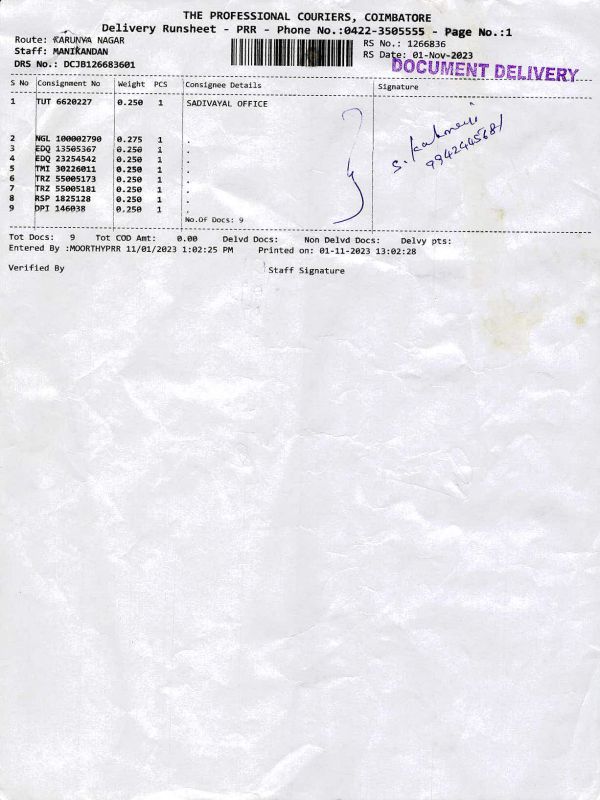 THE PROFESSIONAL COURIERS, COIMBATORE
Delivery Runsheet - PRR - Phone No.:0422-3505555 - Page No.:1
Route: KARUNYA NAGAR
RS No.: 1266836
Staff: MANIKANDAN
RS Date: 01-Nov-2023
DRS No.: DCJB126683601
DOCUMENT DELIVERY
S No Consignment No Weight PCS Consignee Details Signature
1 TUT 6620227 0.250 1 SADIVAYAL OFFICE
2 NGL 100002790 0.275 1 .
3 EDQ 13505367 0.250 1 .
4 EDQ 23254542 0.250 1 .
5 TMI 30226011 0.250 1 .
6 TRZ 55005173 0.250 1 .
7 TRZ 55005181 0.250 1 .
8 RSP 1825128 0.250 1 .
9 DPI 146038 0.250 1 .
No.Of Docs: 9
S.
9942445681
Tot Docs: 9 Tot COD Amt: 0.00 Delvd Docs: Non Delvd Docs: Delvy pts:
Entered By :MOORTHYPRR 11/01/2023 1:02:25 PM Printed on: 01-11-2023 13:02:28
Verified By Staff Signature